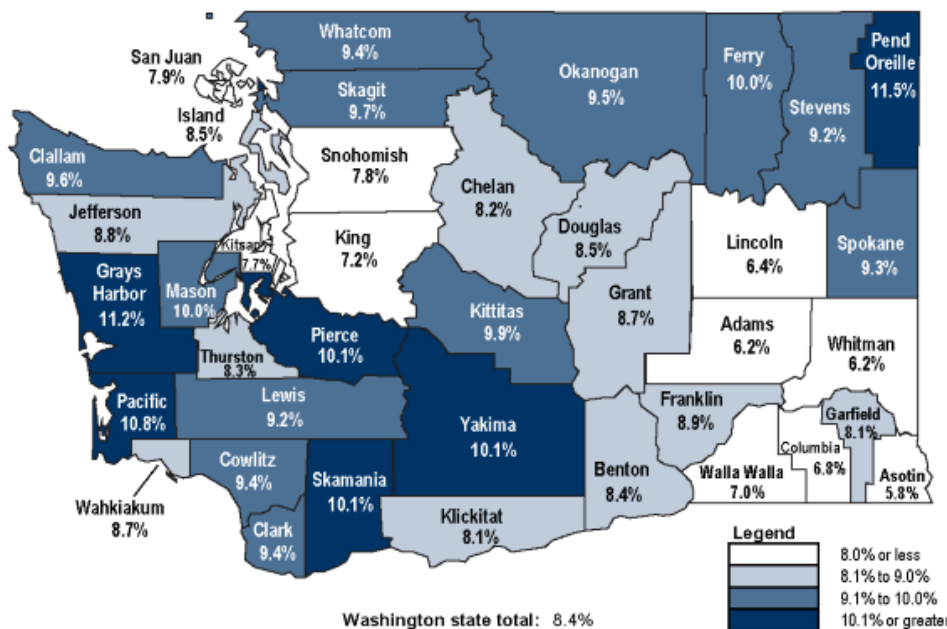 Whatcom
9.4%
San Juan
7.9%
Skagit
9.7%
Island
8.5%
Okanogan
9.5%
Ferry
10.0%
Pend
Oreille
11.5%
Stevens
9.2%
Clallam
9.6%
Snohomish
7.8%
Chelan
8.2%
Jefferson
8.8%
Douglas
8.5%
Kitsap
7.7%
King
7.2%
Lincoln
6.4%
Spokane
9.3%
Grays
Harbor
11.2%
Mason
10.0%
Kittitas
9.9%
Grant
8.7%
Adams
6.2%
Whitman
6.2%
Pierce
10.1%
Thurston
8.3%
Pacific
10.8%
Lewis
9.2%
Yakima
10.1%
Franklin
8.9%
Garfield
8.1%
Columbia
6.8%
Walla Walla
7.0%
Asotin
5.8%
Benton
8.4%
Cowlitz
9.4%
Skamania
10.1%
Wahkiakum
8.7%
Klickitat
8.1%
Clark
9.4%
Legend
8.0% or less
8.1% to 9.0%
9.1% to 10.0%
10.1% or greater
Washington state total: 8.4%